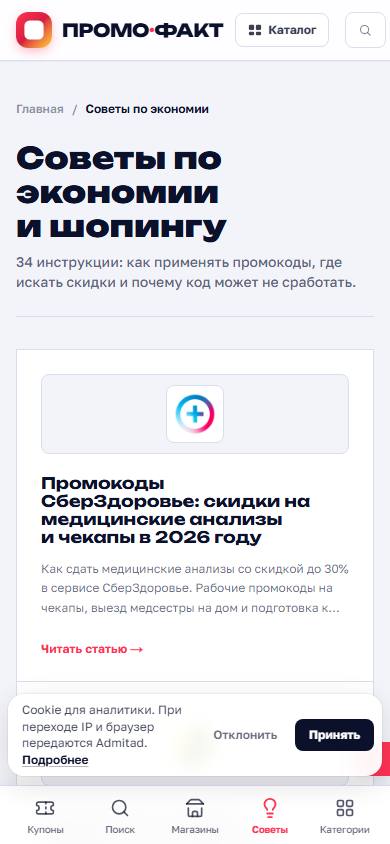 ПРОМО•ФАКТ
Каталог
Главная / Советы по экономии
Советы по
экономии
и шопингу
34 инструкции: как применять промокоды, где
искать скидки и почему код может не сработать.
Промокоды
СберЗдоровье: скидки на
медицинские анализы
и чекапы в 2026 году
Как сдать медицинские анализы со скидкой до 30%
в сервисе СберЗдоровье. Рабочие промокоды на
чекапы, выезд медсестры на дом и подготовка к...
Читать статью →
Cookie для аналитики. При
переходе IP и браузер
передаются Admitad.
Подробнее
Отклонить
Принять
Купоны
Поиск
Магазины
Советы
Категории